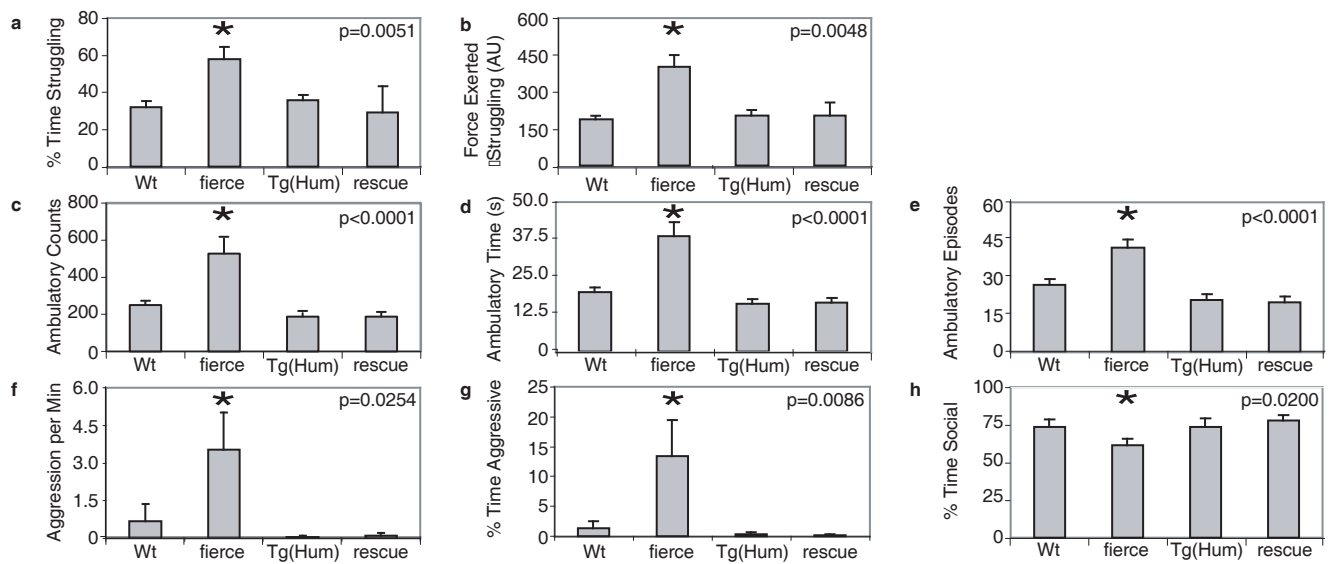 a
% Time Struggling
80
60
40
20
0
*
p=0.0051
Wt fierce Tg(Hum) rescue
b
Force Exerted
▯Struggling (AU)
600
450
300
150
0
*
p=0.0048
Wt fierce Tg(Hum) rescue
c
Ambulatory Counts
800
600
400
200
0
*
p<0.0001
Wt fierce Tg(Hum) rescue
d
Ambulatory Time (s)
50.0
37.5
25.0
12.5
0
*
p<0.0001
Wt fierce Tg(Hum) rescue
e
Ambulatory Episodes
60
45
30
15
0
*
p<0.0001
Wt fierce Tg(Hum) rescue
f
Aggression per Min
6.0
4.5
3.0
1.5
0
*
p=0.0254
Wt fierce Tg(Hum) rescue
g
% Time Aggressive
25
20
15
10
5
0
*
p=0.0086
Wt fierce Tg(Hum) rescue
h
% Time Social
100
75
50
25
0
*
p=0.0200
Wt fierce Tg(Hum) rescue